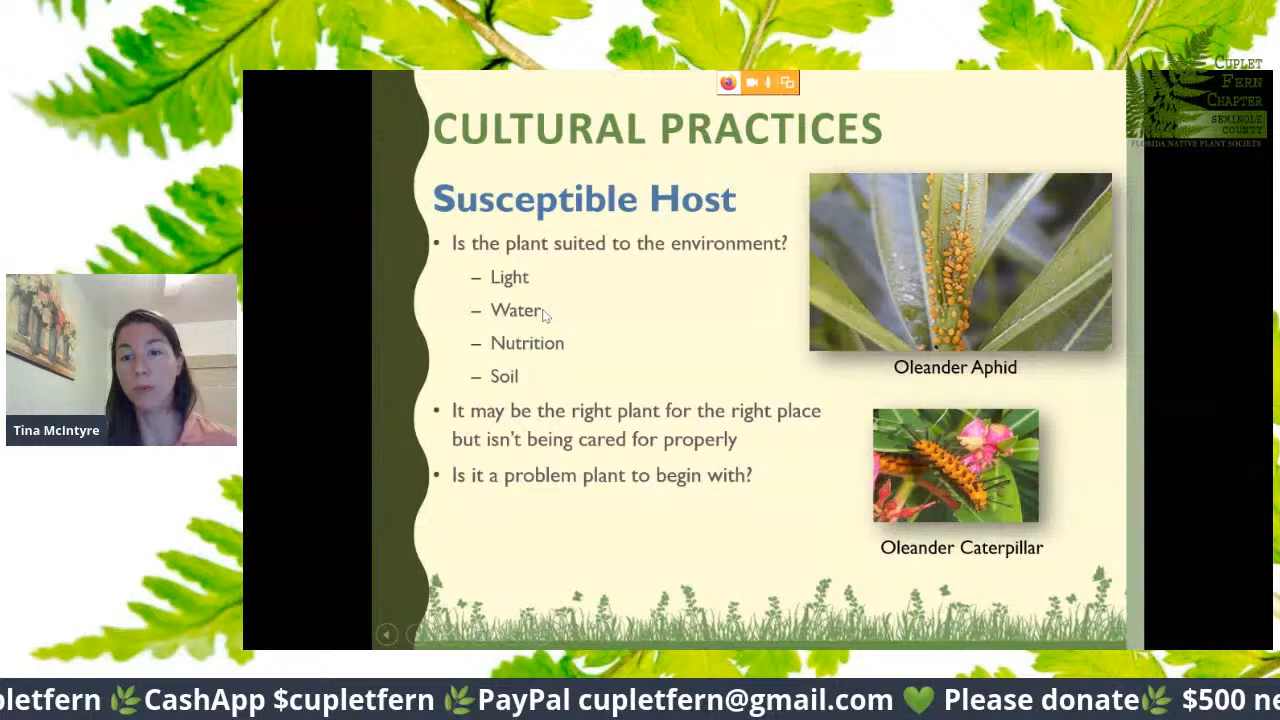 CUPLET
FERN
CHAPTER
SEMINOLE
COUNTY
FLORIDA NATIVE PLANT SOCIETY
CULTURAL PRACTICES
Susceptible Host
• Is the plant suited to the environment?
– Light
– Water
– Nutrition
– Soil
• It may be the right plant for the right place
but isn't being cared for properly
• Is it a problem plant to begin with?
Oleander Aphid
Oleander Caterpillar
Tina McIntyre
pletfern 🌿CashApp $cupletfern 🌿PayPal cupletfern@gmail.com 💚 Please donate🌿 $500 ne